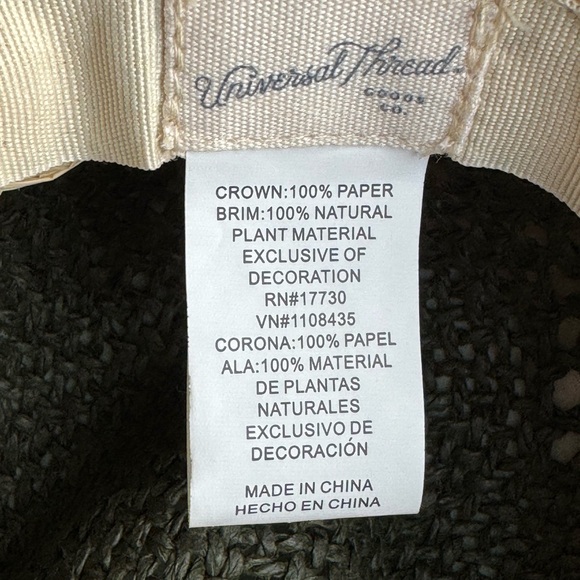 Universal Thread
GOODS
CO.
CROWN:100% PAPER
BRIM:100% NATURAL
PLANT MATERIAL
EXCLUSIVE OF
DECORATION
RN#17730
VN#1108435
CORONA:100% PAPEL
ALA:100% MATERIAL
DE PLANTAS
NATURALES
EXCLUSIVO DE
DECORACIÓN
MADE IN CHINA
HECHO EN CHINA